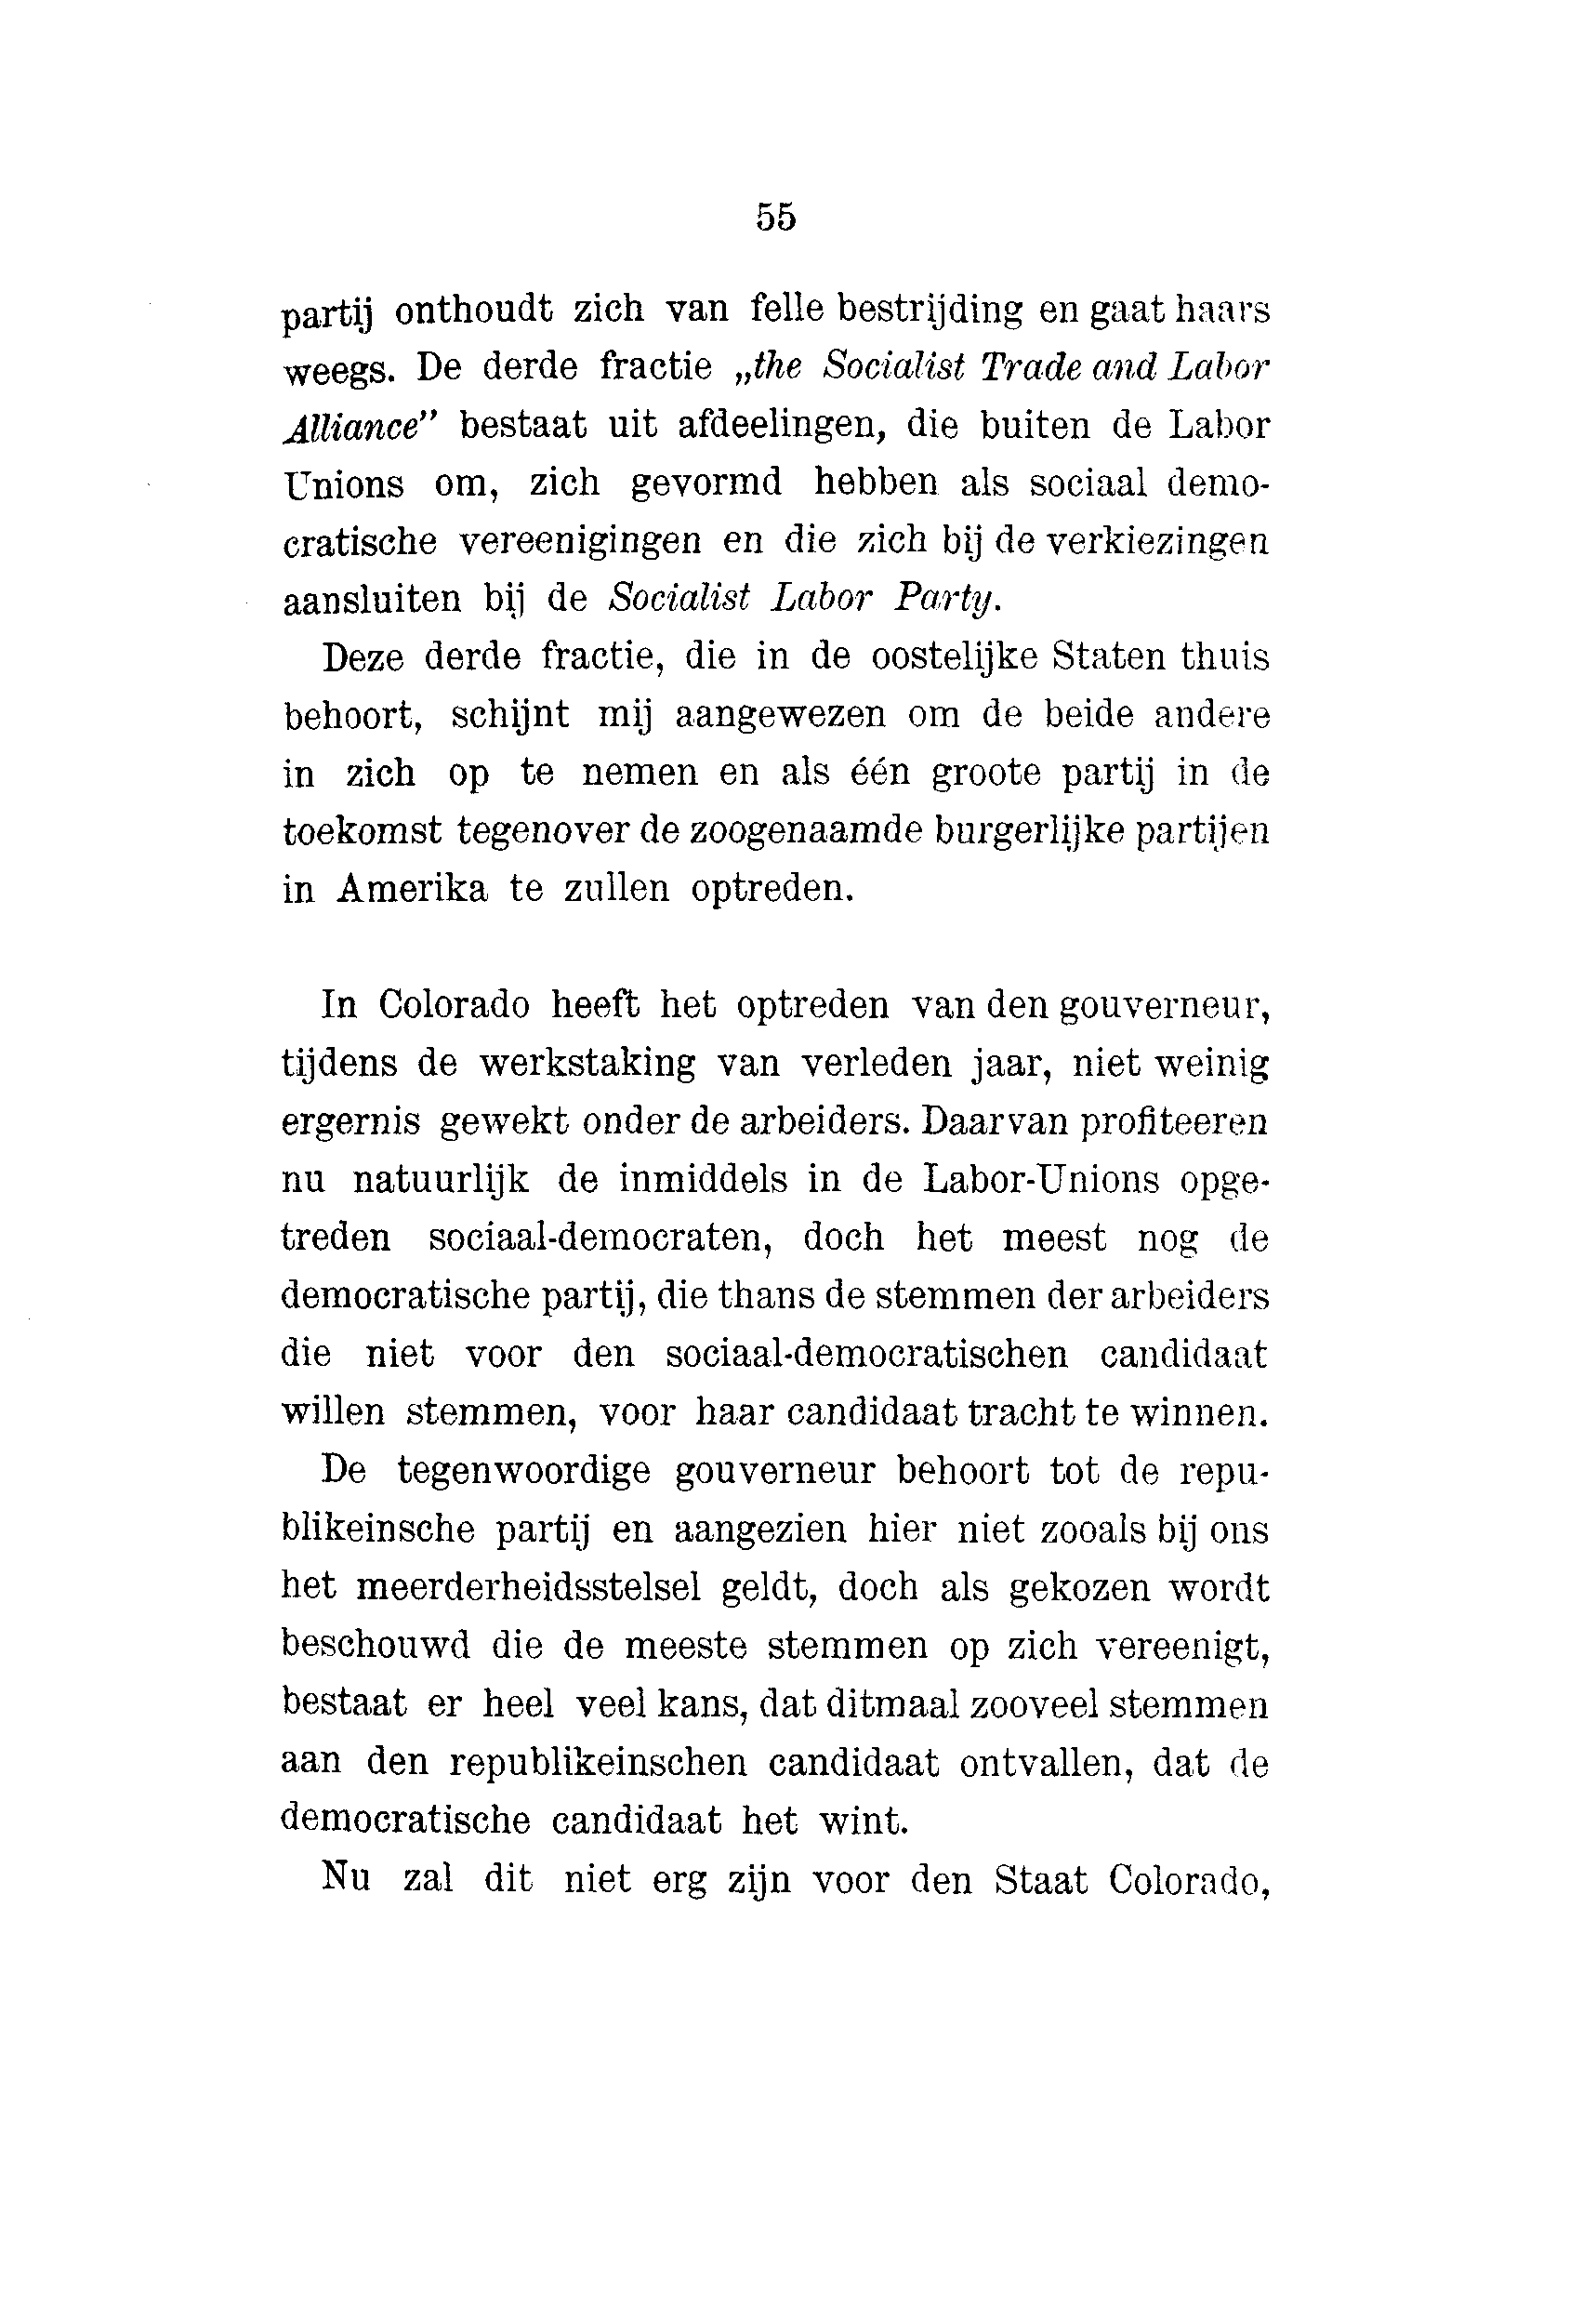 55
partij onthoudt zich van felle bestrijding en gaat haars
weegs. De derde fractie „the Socialist Trade and Labor
Alliance” bestaat uit afdeelingen, die buiten de Labor
Unions om, zich gevormd hebben als sociaal demo-
cratische vereenigingen en die zich bij de verkiezingen
aansluiten bij de Socialist Labor Party.
Deze derde fractie, die in de oostelijke Staten thuis
behoort, schijnt mij aangewezen om de beide andere
in zich op te nemen en als één groote partij in de
toekomst tegenover de zoogenaamde burgerlijke partijen
in Amerika te zullen optreden.
In Colorado heeft het optreden van den gouverneur,
tijdens de werkstaking van verleden jaar, niet weinig
ergernis gewekt onder de arbeiders. Daarvan profiteeren
nu natuurlijk de inmiddels in de Labor-Unions opge-
treden sociaal-democraten, doch het meest nog de
democratische partij, die thans de stemmen der arbeiders
die niet voor den sociaal-democratischen candidaat
willen stemmen, voor haar candidaat tracht te winnen.
De tegenwoordige gouverneur behoort tot de repu-
blikeinsche partij en aangezien hier niet zooals bij ons
het meerderheidsstelsel geldt, doch als gekozen wordt
beschouwd die de meeste stemmen op zich vereenigt,
bestaat er heel veel kans, dat ditmaal zooveel stemmen
aan den republikeinschen candidaat ontvallen, dat de
democratische candidaat het wint.
Nu zal dit niet erg zijn voor den Staat Colorado,